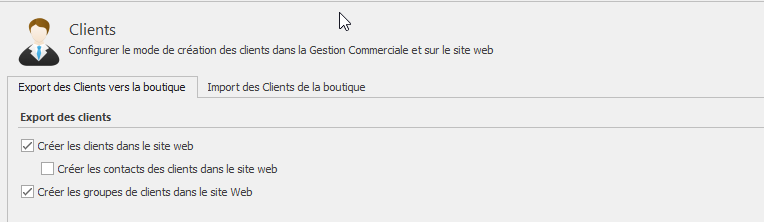 Clients
Configurer le mode de création des clients dans la Gestion Commerciale et sur le site web
Export des Clients vers la boutique
Import des Clients de la boutique
Export des clients
Créer les clients dans le site web
Créer les contacts des clients dans le site web
Créer les groupes de clients dans le site Web